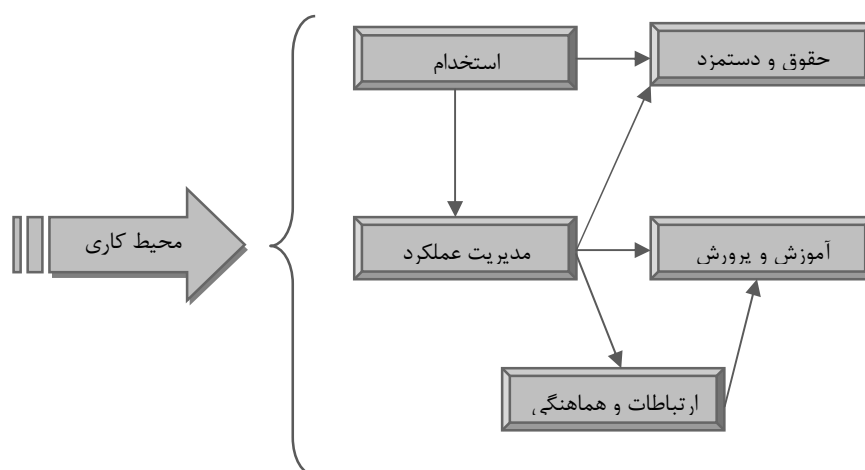 استخدام
حقوق و دستمزد
محیط کاری
مدیریت عملکرد
آموزش و پرورش
ارتباطات و هماهنگی